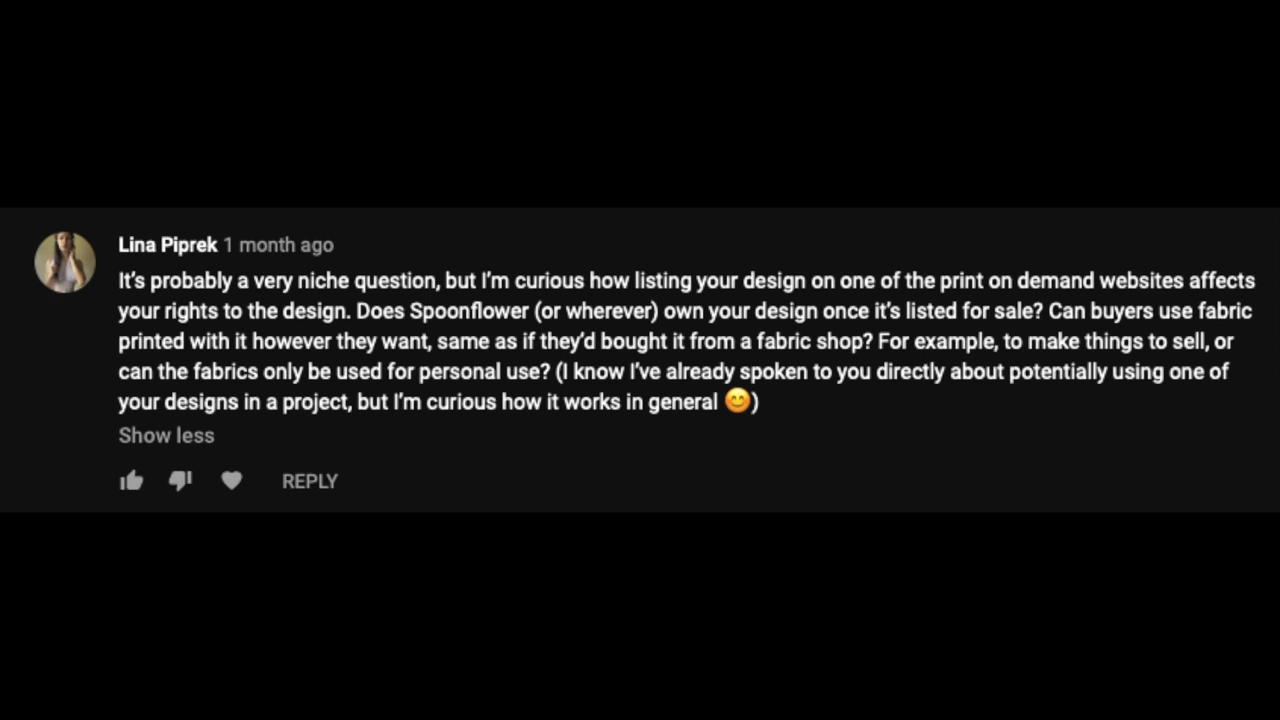 Lina Piprek 1 month ago
It’s probably a very niche question, but I’m curious how listing your design on one of the print on demand websites affects
your rights to the design. Does Spoonflower (or wherever) own your design once it’s listed for sale? Can buyers use fabric
printed with it however they want, same as if they’d bought it from a fabric shop? For example, to make things to sell, or
can the fabrics only be used for personal use? (I know I’ve already spoken to you directly about potentially using one of
your designs in a project, but I’m curious how it works in general 😊)
Show less
REPLY